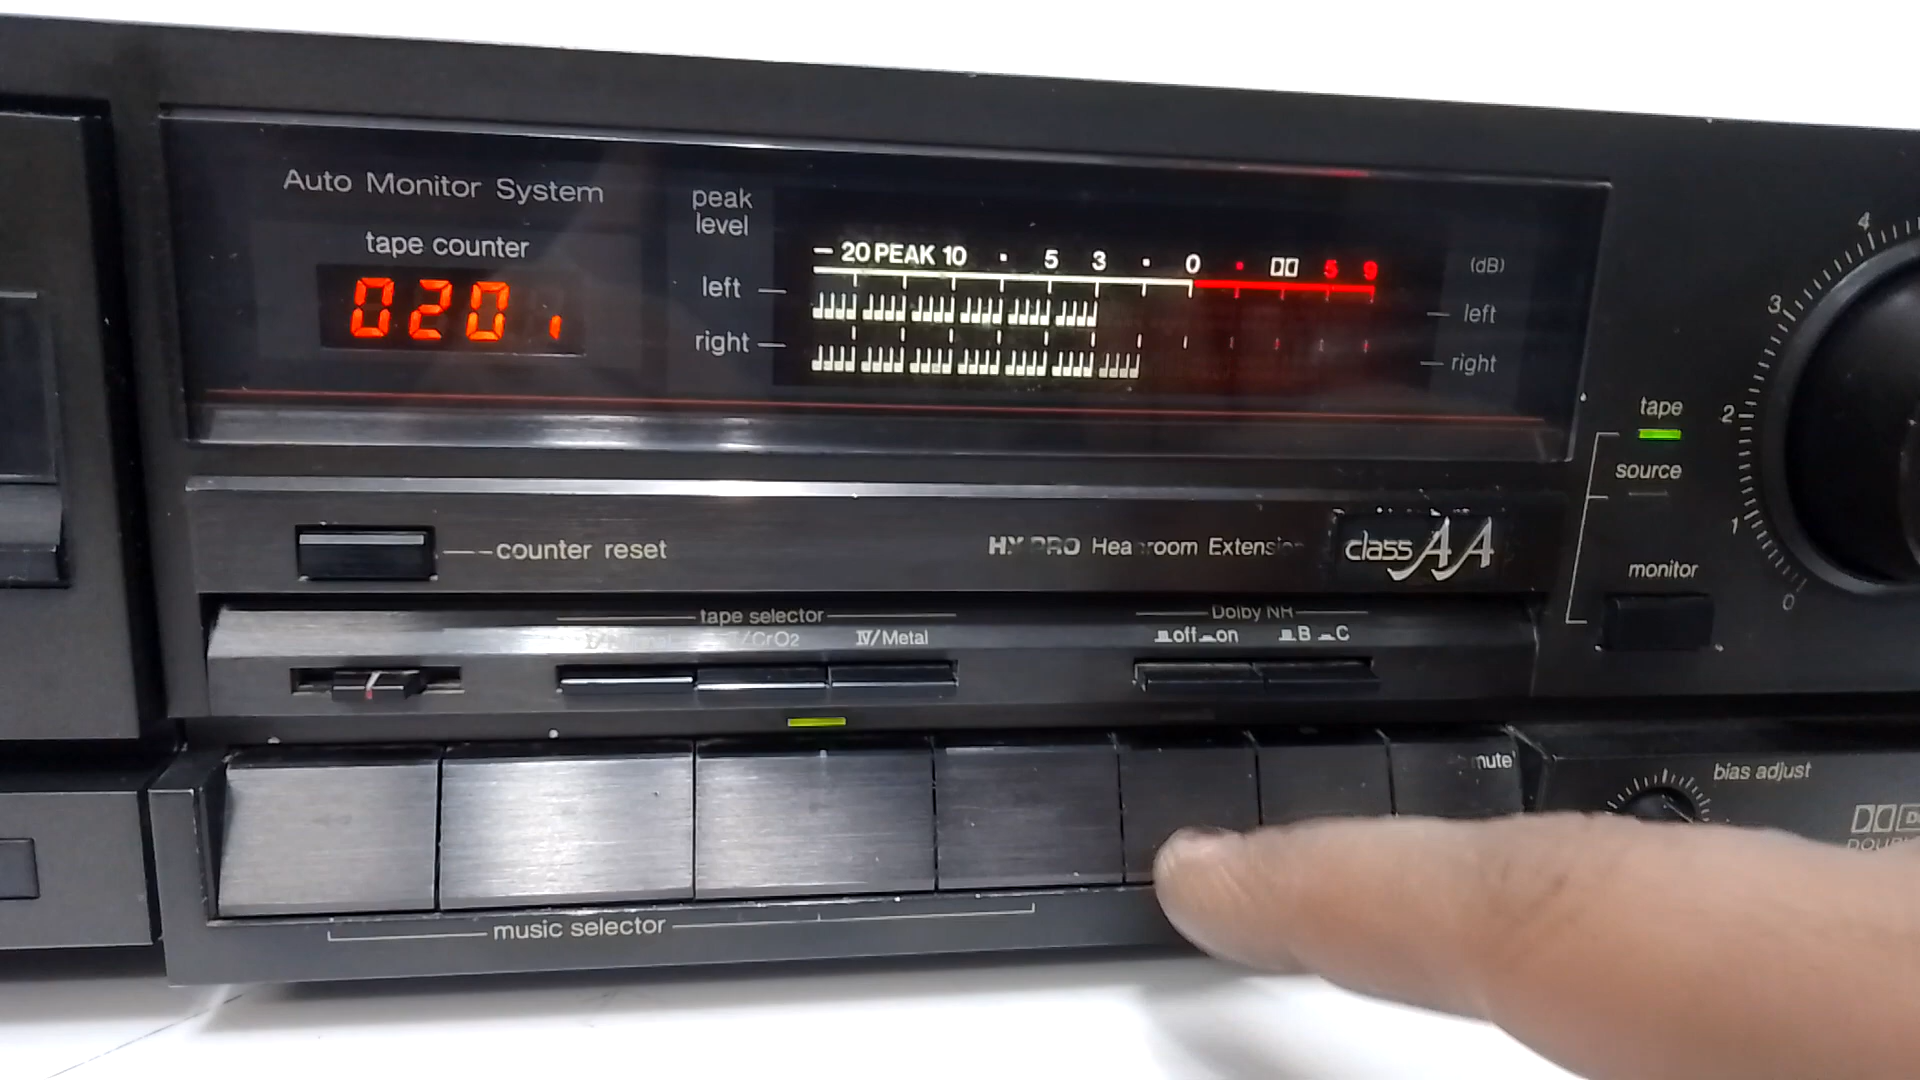 Auto Monitor System
tape counter
020
peak
level
left
right
– 20 PEAK 10 · 5 3 · 0 · 5 9
(dB)
left
right
4
3
2
1
0
tape
source
monitor
counter reset
class AA
tape selector
IV/Metal
Dolby NR
off on B C
mute
bias adjust
music selector